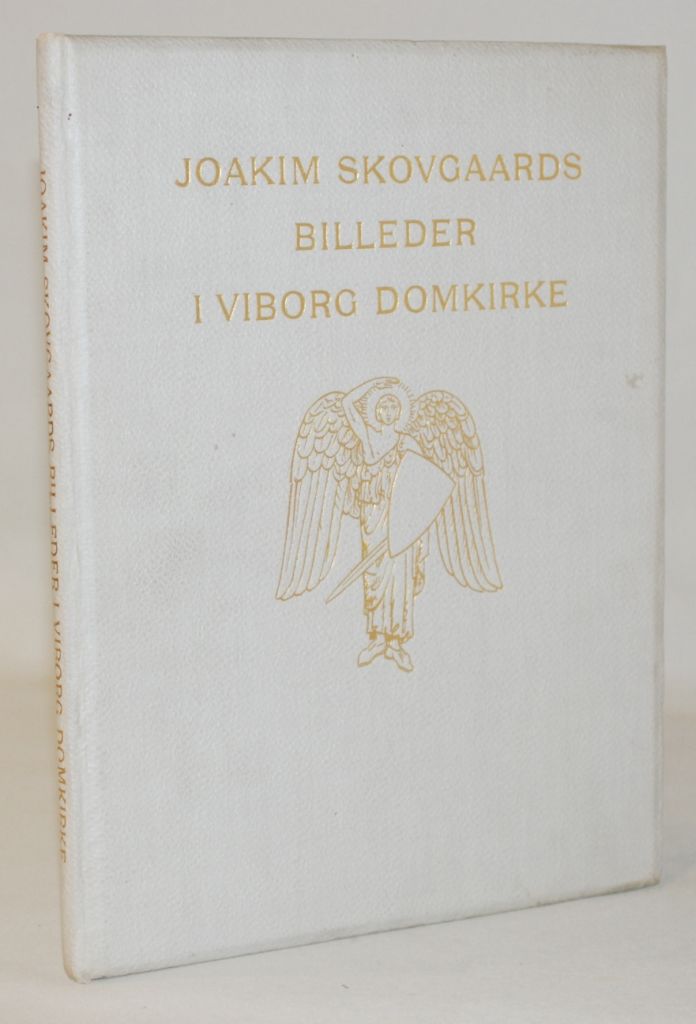 JOAKIM SKOVGAARDS
BILLEDER
I VIBORG DOMKIRKE
JOAKIM SKOVGAARDS BILLEDER I VIBORG DOMKIRKE